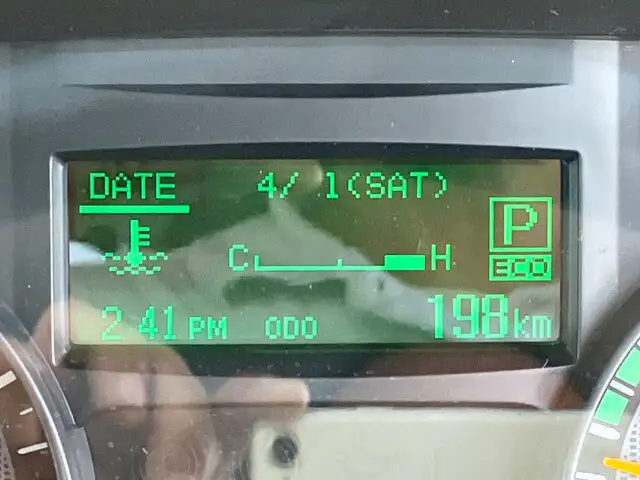 DATE 4/ 1(SAT)
P
C H ECO
2 41 PM ODO 198km